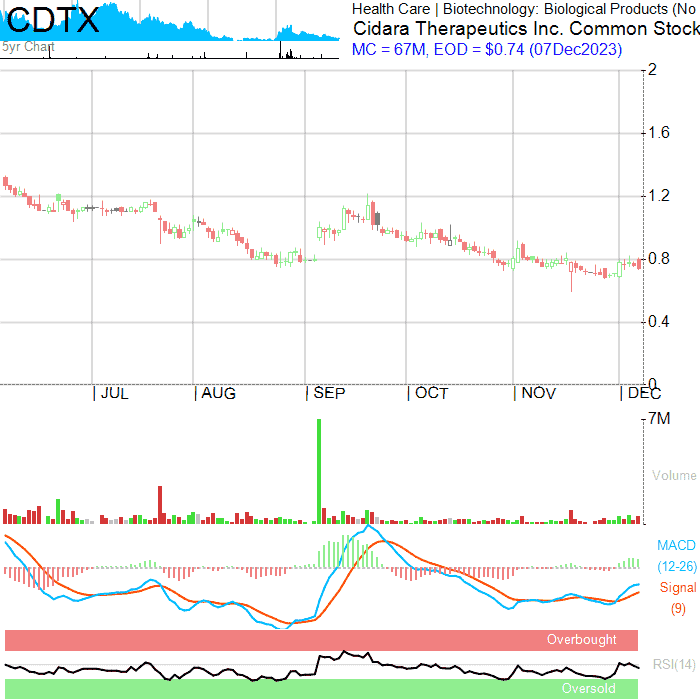 CDTX
5yr Chart
Health Care | Biotechnology: Biological Products (No
Cidara Therapeutics Inc. Common Stock
MC = 67M, EOD = $0.74 (07Dec2023)
2
1.6
1.2
0.8
0.4
0
| JUL | AUG | SEP | OCT | NOV | DEC
7M
Volume
MACD
(12-26)
Signal
(9)
Overbought
RSI(14)
Oversold